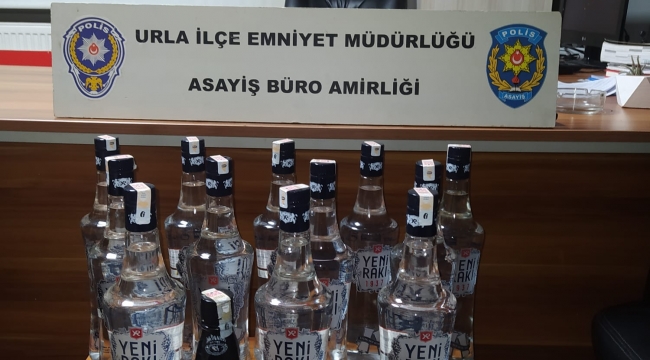 POLİS
URLA İLÇE EMNİYET MÜDÜRLÜĞÜ
ASAYİŞ BÜRO AMİRLİĞİ
POLİS
ASAYİŞ
YENİ
RAKI
YENİ
RAKI
1937
YENİ
RAKI
YENİ
RAKI
YENİ
YENİ